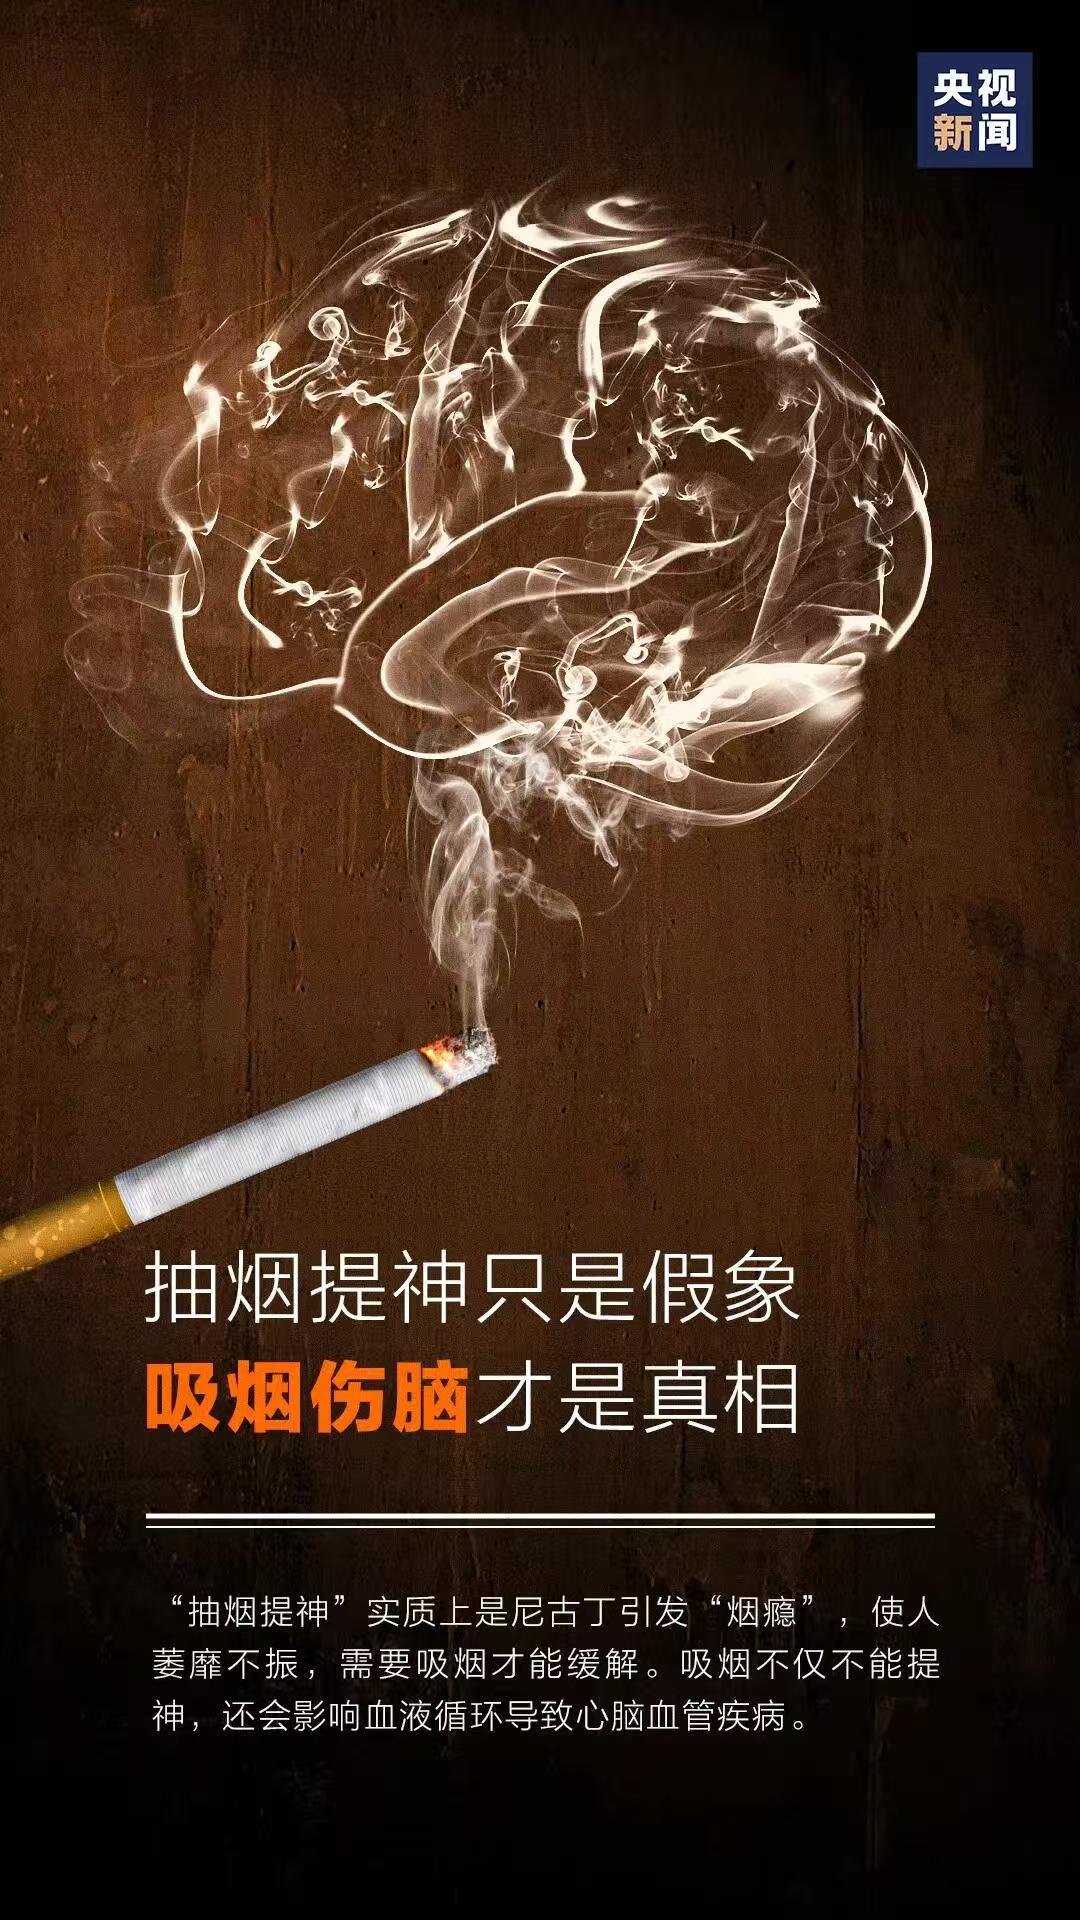 央视
新闻
抽烟提神只是假象
吸烟伤脑才是真相
“抽烟提神”实质上是尼古丁引发“烟瘾”，使人
萎靡不振，需要吸烟才能缓解。吸烟不仅不能提
神，还会影响血液循环导致心脑血管疾病。